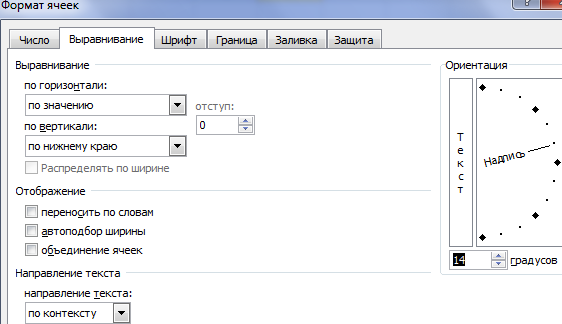 Формат ячеек
?
Число Выравнивание Шрифт Граница Заливка Защита
Выравнивание
по горизонтали:
по значению
отступ:
0
по вертикали:
по нижнему краю
Распределять по ширине
Отображение
переносить по словам
автоподбор ширины
объединение ячеек
Направление текста
направление текста:
по контексту
Ориентация
Текст
Надпись
14 градусов